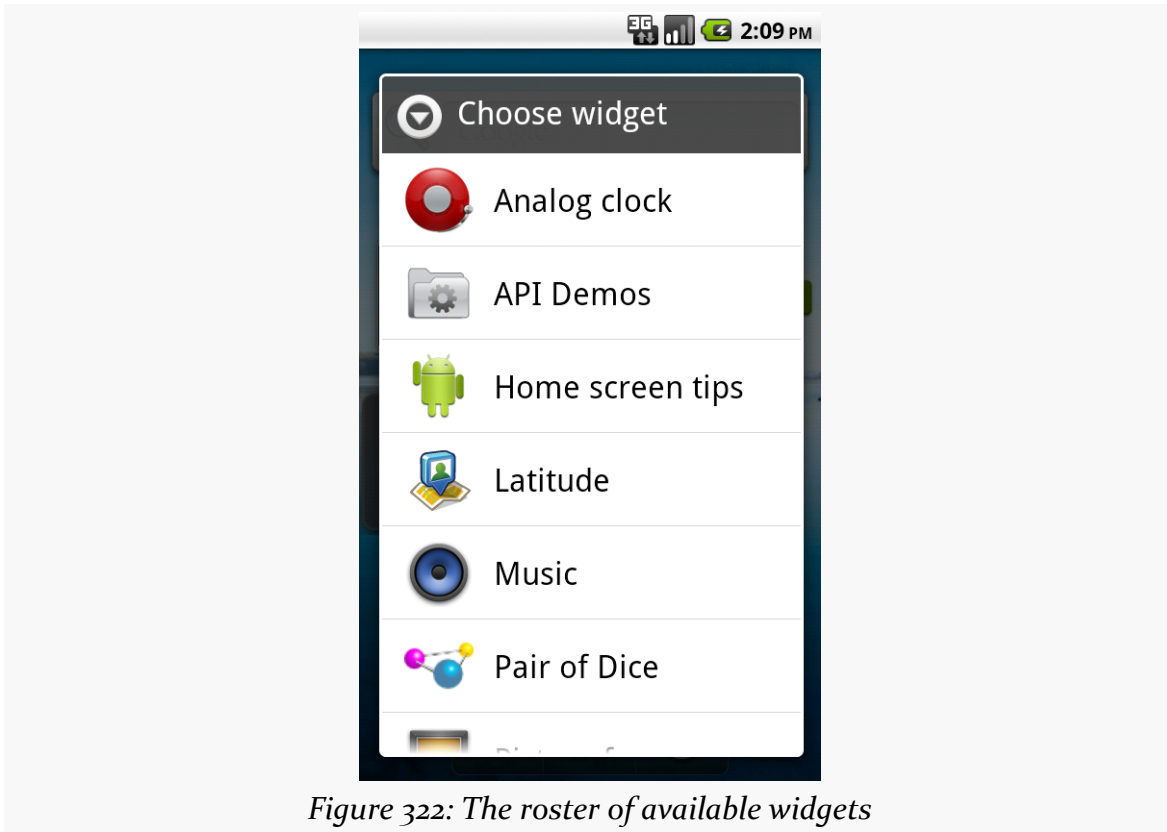 3G 2:09 PM
Choose widget
Analog clock
API Demos
Home screen tips
Latitude
Music
Pair of Dice
Figure 322: The roster of available widgets